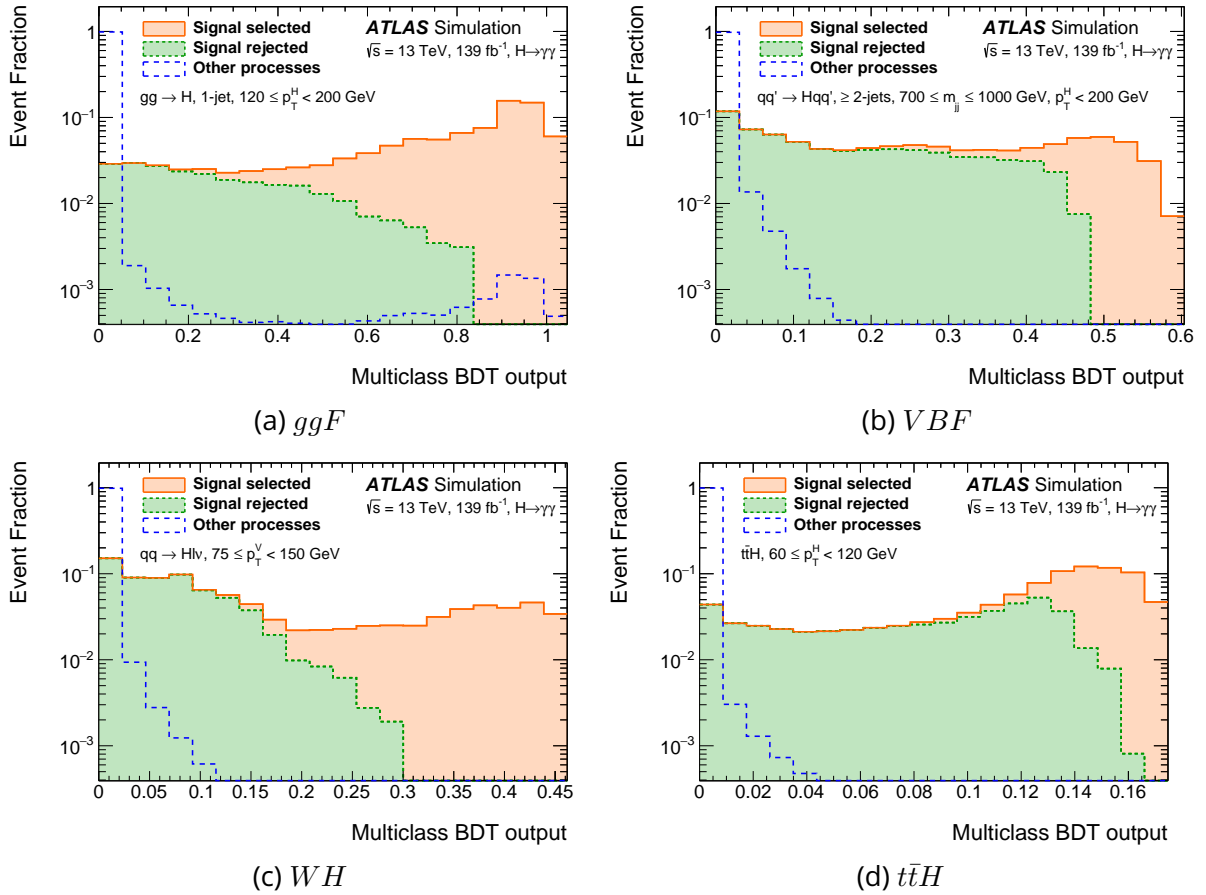 Event Fraction
1
10⁻¹
10⁻²
10⁻³
Signal selected
Signal rejected
Other processes
ATLAS Simulation
√s = 13 TeV, 139 fb⁻¹, H→γγ
gg → H, 1-jet, 120 ≤ p_T^H < 200 GeV
0 0.2 0.4 0.6 0.8 1
Multiclass BDT output
(a) ggF
Event Fraction
1
10⁻¹
10⁻²
10⁻³
Signal selected
Signal rejected
Other processes
ATLAS Simulation
√s = 13 TeV, 139 fb⁻¹, H→γγ
qq' → Hqq', ≥ 2-jets, 700 ≤ m_jj ≤ 1000 GeV, p_T^H < 200 GeV
0 0.1 0.2 0.3 0.4 0.5 0.6
Multiclass BDT output
(b) VBF
Event Fraction
1
10⁻¹
10⁻²
10⁻³
Signal selected
Signal rejected
Other processes
ATLAS Simulation
√s = 13 TeV, 139 fb⁻¹, H→γγ
qq → Hlν, 75 ≤ p_T^V < 150 GeV
0 0.05 0.1 0.15 0.2 0.25 0.3 0.35 0.4 0.45
Multiclass BDT output
(c) WH
Event Fraction
1
10⁻¹
10⁻²
10⁻³
Signal selected
Signal rejected
Other processes
ATLAS Simulation
√s = 13 TeV, 139 fb⁻¹, H→γγ
tt̄H, 60 ≤ p_T^H < 120 GeV
0 0.02 0.04 0.06 0.08 0.1 0.12 0.14 0.16
Multiclass BDT output
(d) tt̄H